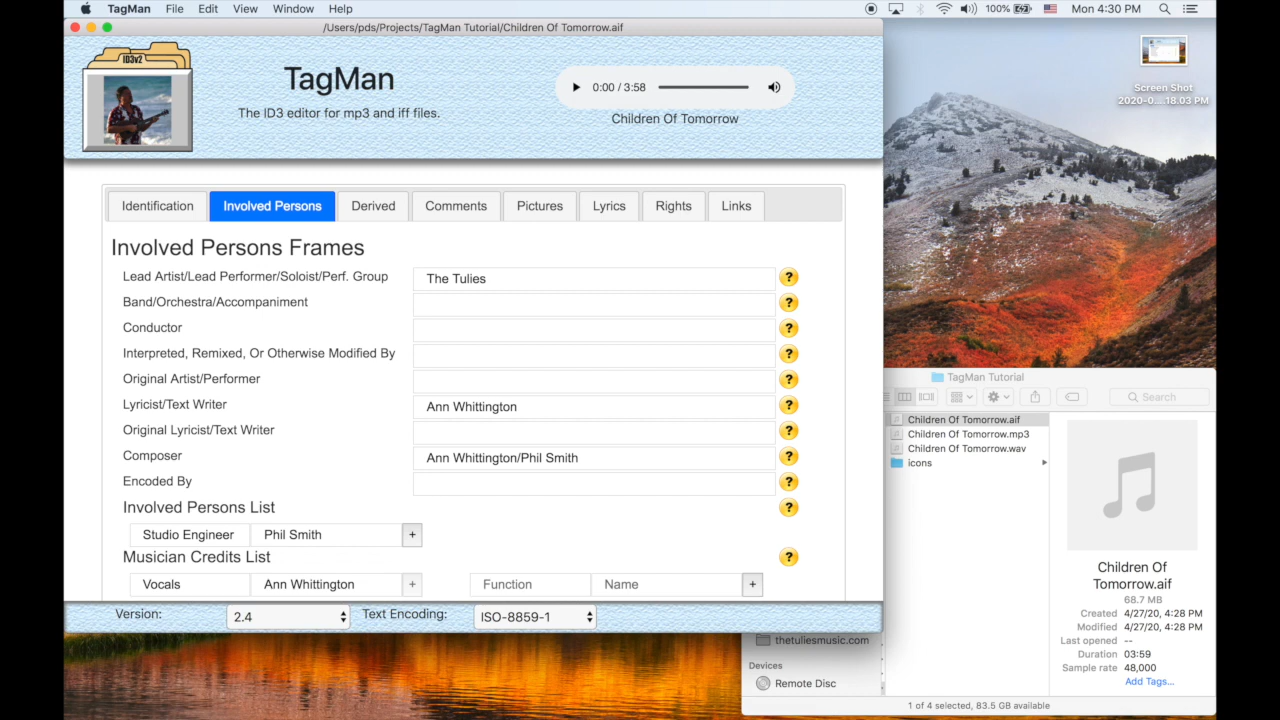 TagMan File Edit View Window Help 100% Mon 4:30 PM
/Users/pds/Projects/TagMan Tutorial/Children Of Tomorrow.aif
ID3v2
TagMan
The ID3 editor for mp3 and iff files.
0:00 / 3:58
Children Of Tomorrow
Screen Shot
2020-0....18.03 PM
Identification Involved Persons Derived Comments Pictures Lyrics Rights Links
Involved Persons Frames
Lead Artist/Lead Performer/Soloist/Perf. Group The Tulies ?
Band/Orchestra/Accompaniment ?
Conductor ?
Interpreted, Remixed, Or Otherwise Modified By ?
Original Artist/Performer ?
Lyricist/Text Writer Ann Whittington ?
Original Lyricist/Text Writer ?
Composer Ann Whittington/Phil Smith ?
Encoded By ?
Involved Persons List ?
Studio Engineer Phil Smith +
Musician Credits List ?
Vocals Ann Whittington + Function Name +
Version: 2.4 Text Encoding: ISO-8859-1
TagMan Tutorial
Search
Children Of Tomorrow.aif
Children Of Tomorrow.mp3
Children Of Tomorrow.wav
icons
Children Of
Tomorrow.aif
68.7 MB
Created 4/27/20, 4:28 PM
Modified 4/27/20, 4:28 PM
Last opened --
Duration 03:59
Sample rate 48,000
Add Tags...
thetuliesmusic.com
Devices
Remote Disc
1 of 4 selected, 83.5 GB available